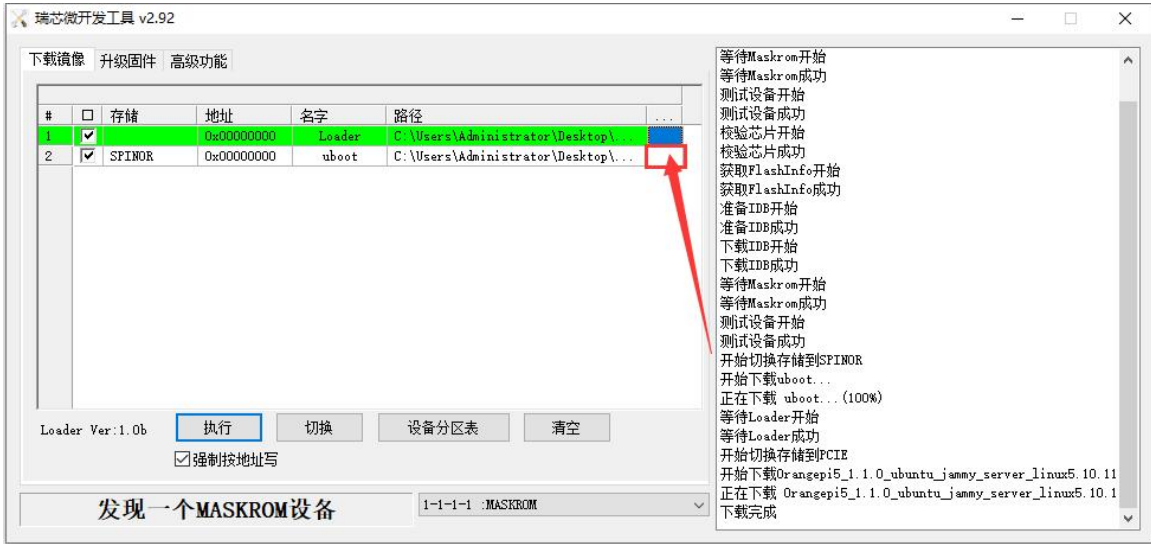 瑞芯微开发工具 v2.92
下载镜像 升级固件 高级功能
# 存储 地址 名字 路径 ...
1 0x00000000 Loader C:\Users\Administrator\Desktop\...
2 SPINOR 0x00000000 uboot C:\Users\Administrator\Desktop\...
Loader Ver:1.0b 执行 切换 设备分区表 清空
强制按地址写
发现一个MASKROM设备 1-1-1-1 :MASKROM
等待Maskrom开始
等待Maskrom成功
测试设备开始
测试设备成功
校验芯片开始
校验芯片成功
获取FlashInfo开始
获取FlashInfo成功
准备IDB开始
准备IDB成功
下载IDB开始
下载IDB成功
等待Maskrom开始
等待Maskrom成功
测试设备开始
测试设备成功
开始切换存储到SPINOR
开始下载uboot...
正在下载 uboot...(100%)
等待Loader开始
等待Loader成功
开始切换存储到PCIE
开始下载Orangepi5_1.1.0_ubuntu_jammy_server_linux5.10.11
正在下载 Orangepi5_1.1.0_ubuntu_jammy_server_linux5.10.1
下载完成